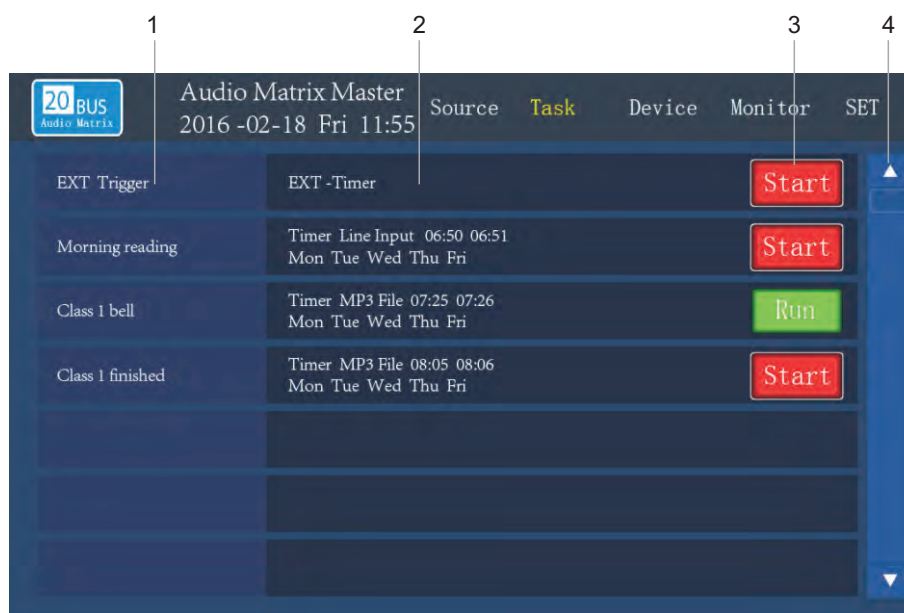 1 2 3 4
20 BUS
Audio Matrix
Audio Matrix Master
2016 -02-18 Fri 11:55
Source Task Device Monitor SET
EXT Trigger EXT -Timer Start
Morning reading Timer Line Input 06:50 06:51
Mon Tue Wed Thu Fri Start
Class 1 bell Timer MP3 File 07:25 07:26
Mon Tue Wed Thu Fri Run
Class 1 finished Timer MP3 File 08:05 08:06
Mon Tue Wed Thu Fri Start